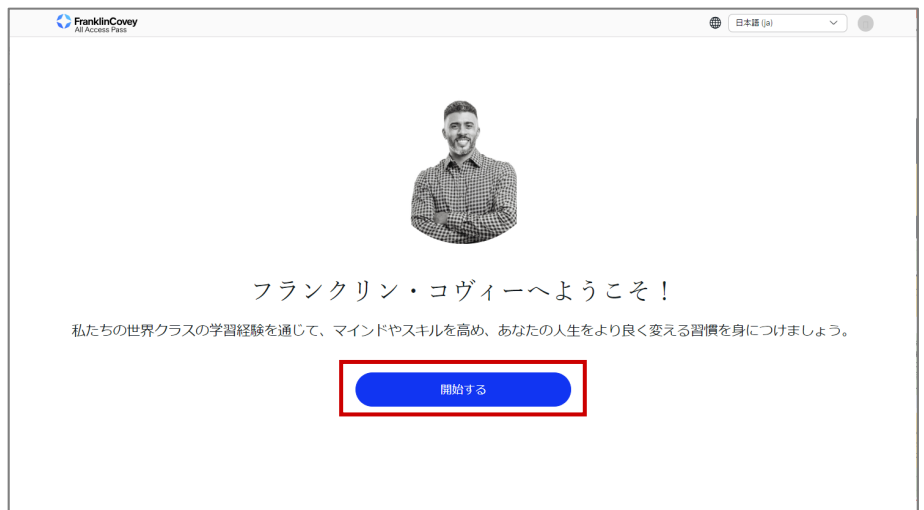 FranklinCovey
All Access Pass
日本語 (ja)
フランクリン・コヴィーへようこそ！
私たちの世界クラスの学習経験を通じて、マインドやスキルを高め、あなたの人生をより良く変える習慣を身につけましょう。
開始する